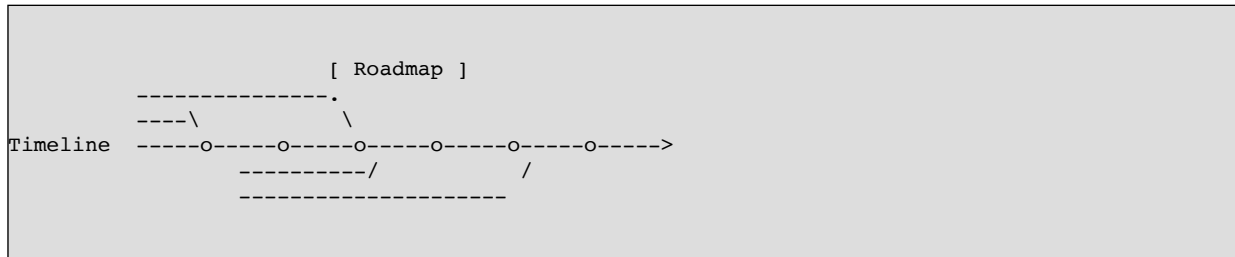 [ Roadmap ]
---------------.
----\           \
Timeline  -----o-----o-----o-----o-----o-----o----->
----------/           /
---------------------